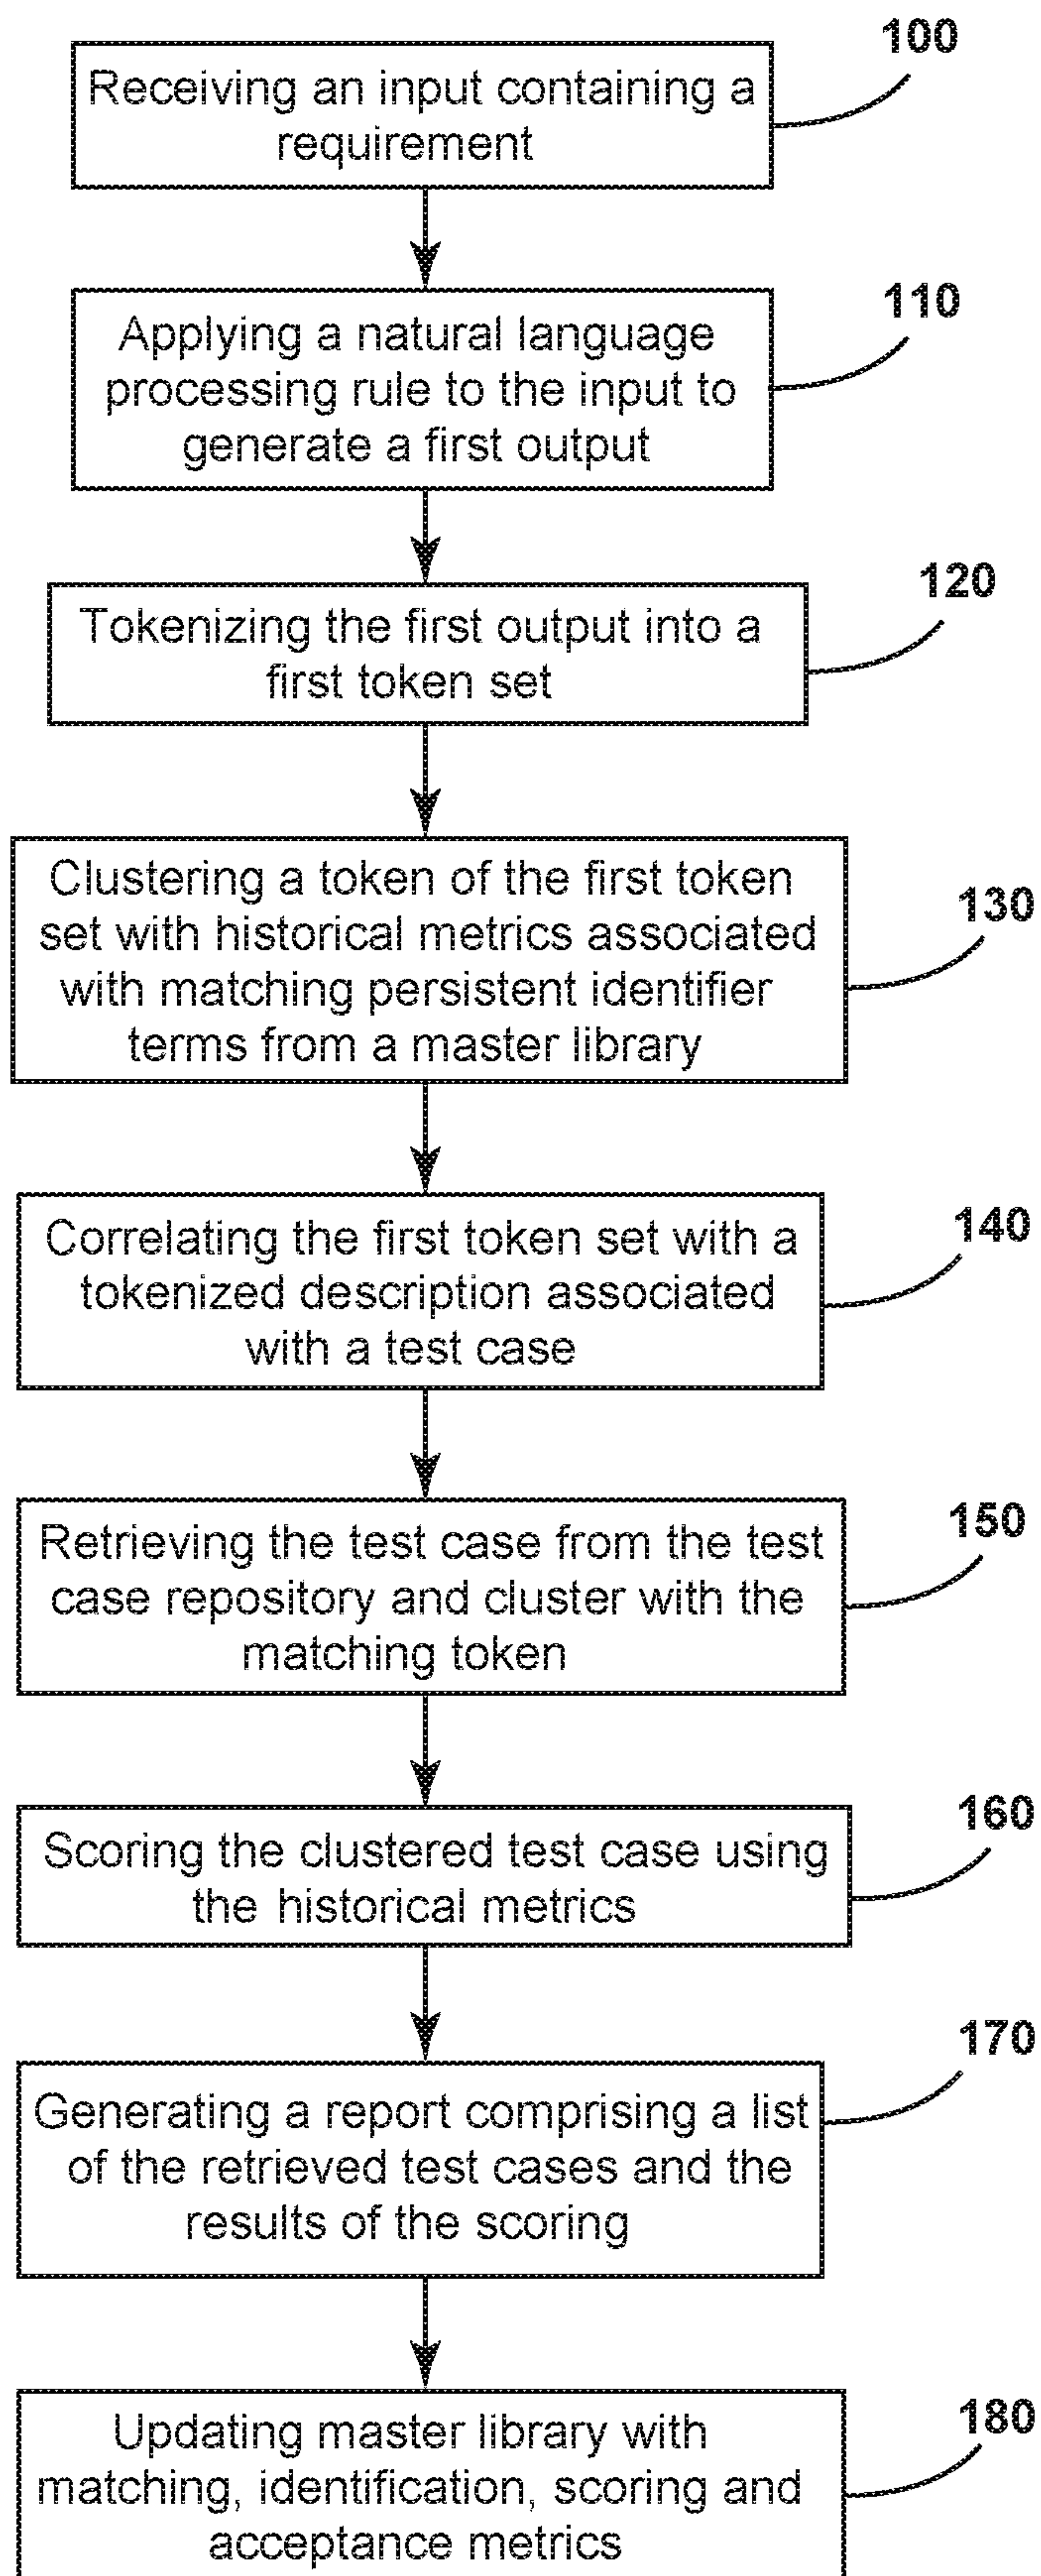 100
Receiving an input containing a
requirement
110
Applying a natural language
processing rule to the input to
generate a first output
120
Tokenizing the first output into a
first token set
130
Clustering a token of the first token
set with historical metrics associated
with matching persistent identifier
terms from a master library
140
Correlating the first token set with a
tokenized description associated
with a test case
150
Retrieving the test case from the test
case repository and cluster with the
matching token
160
Scoring the clustered test case using
the historical metrics
170
Generating a report comprising a list
of the retrieved test cases and the
results of the scoring
180
Updating master library with
matching, identification, scoring and
acceptance metrics